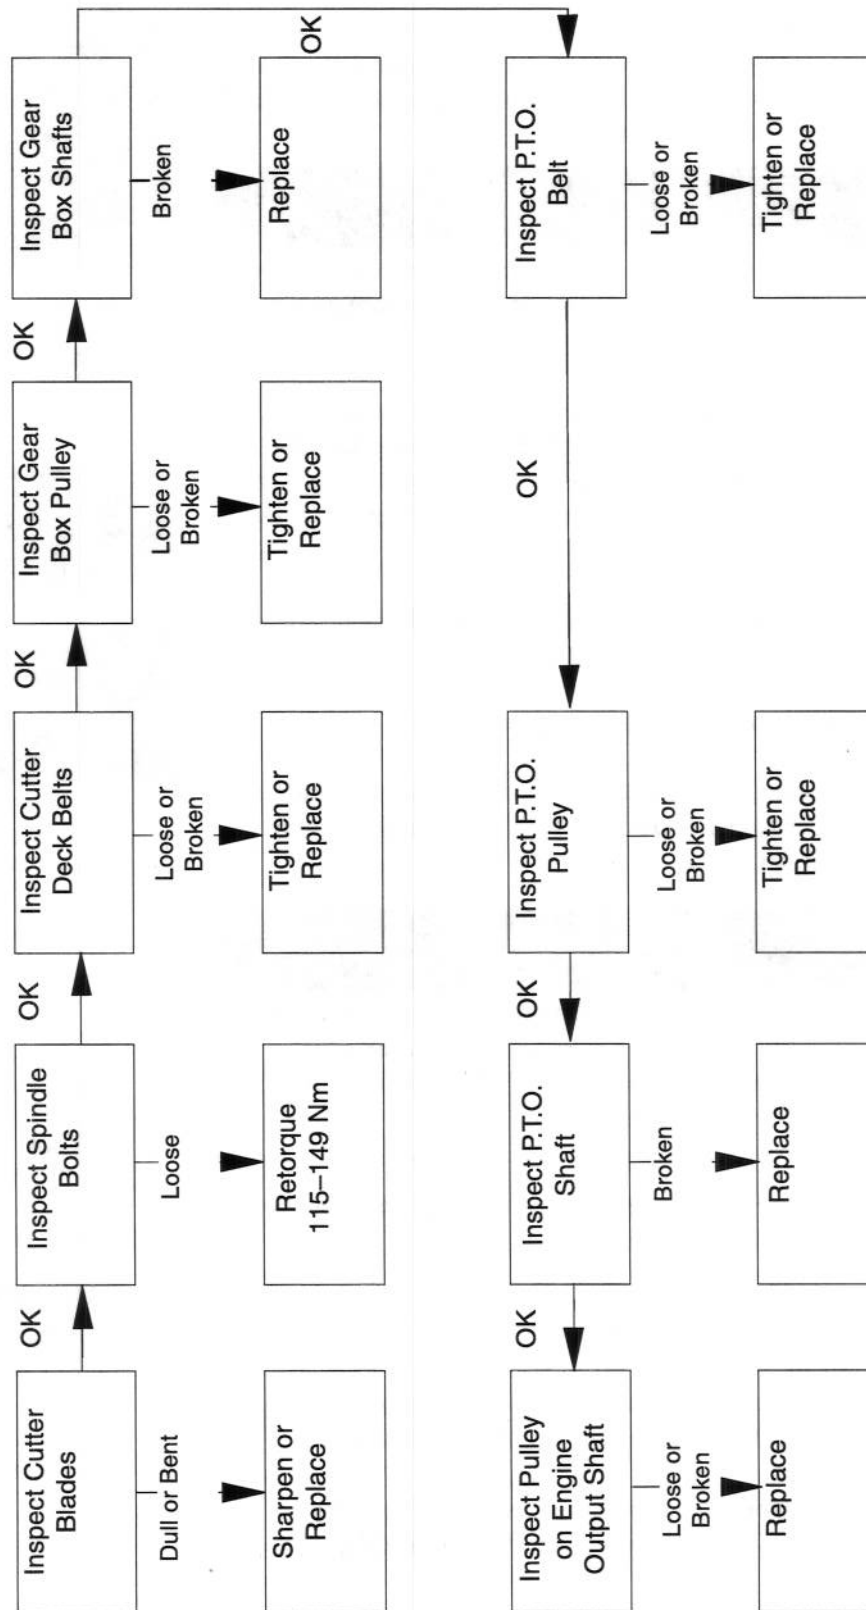 Inspect Cutter
Blades
Dull or Bent
Sharpen or
Replace
OK
Inspect Spindle
Bolts
Loose
Retorque
115–149 Nm
OK
Inspect Cutter
Deck Belts
Loose or
Broken
Tighten or
Replace
OK
Inspect Gear
Box Pulley
Loose or
Broken
Tighten or
Replace
OK
Inspect Gear
Box Shafts
Broken
Replace
OK
Inspect P.T.O.
Belt
Loose or
Broken
Tighten or
Replace
OK
Inspect P.T.O.
Pulley
Loose or
Broken
Tighten or
Replace
OK
Inspect P.T.O.
Shaft
Broken
Replace
OK
Inspect Pulley
on Engine
Output Shaft
Loose or
Broken
Replace